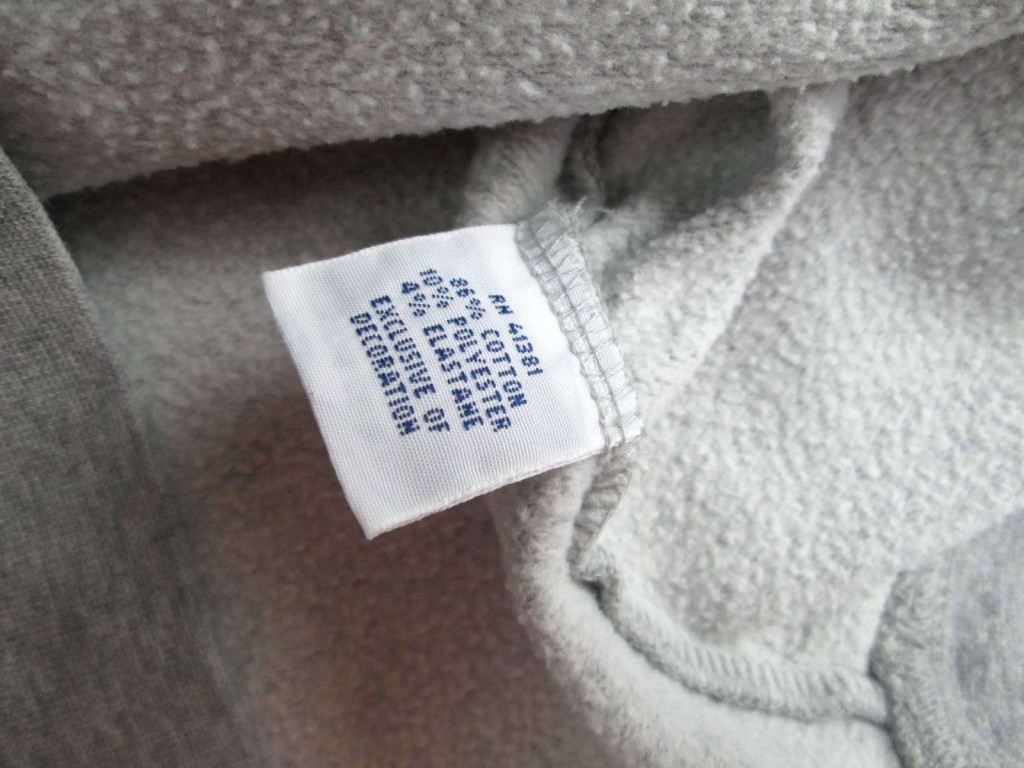 RN 41381
86% COTTON
10% POLYESTER
4% ELASTANE
EXCLUSIVE OF
DECORATION